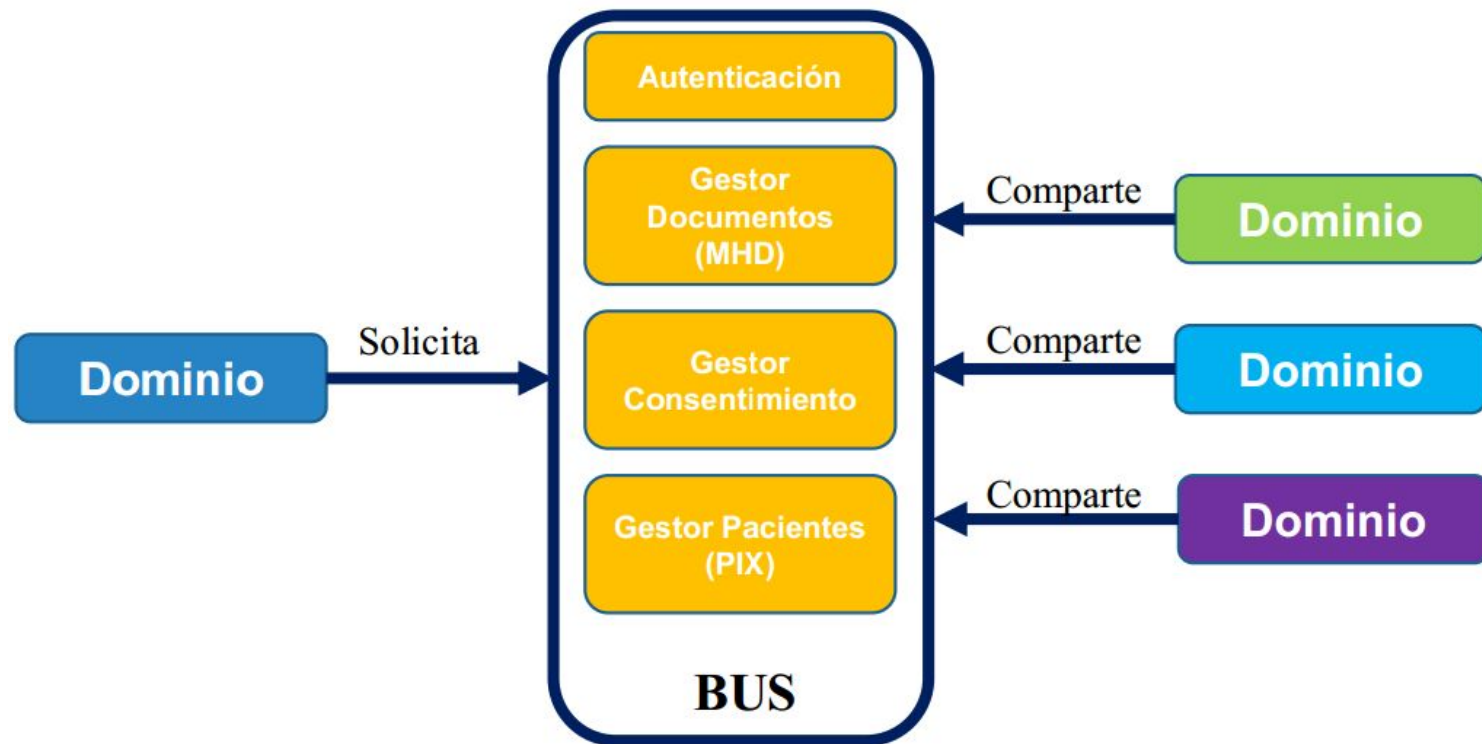 Autenticación
Gestor
Documentos
(MHD)
Gestor
Consentimiento
Gestor Pacientes
(PIX)
BUS
Dominio
Solicita
Comparte
Dominio
Comparte
Dominio
Comparte
Dominio